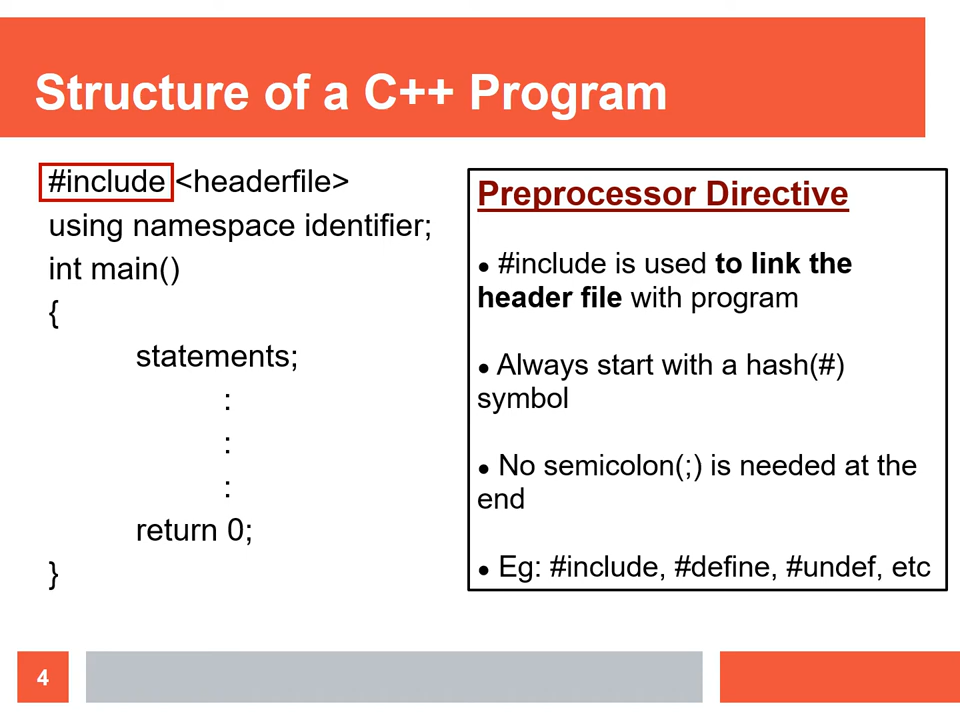 Structure of a C++ Program
#include <headerfile>
using namespace identifier;
int main()
{
statements;
:
:
:
return 0;
}
Preprocessor Directive
● #include is used to link the
header file with program
● Always start with a hash(#)
symbol
● No semicolon(;) is needed at the
end
● Eg: #include, #define, #undef, etc
4